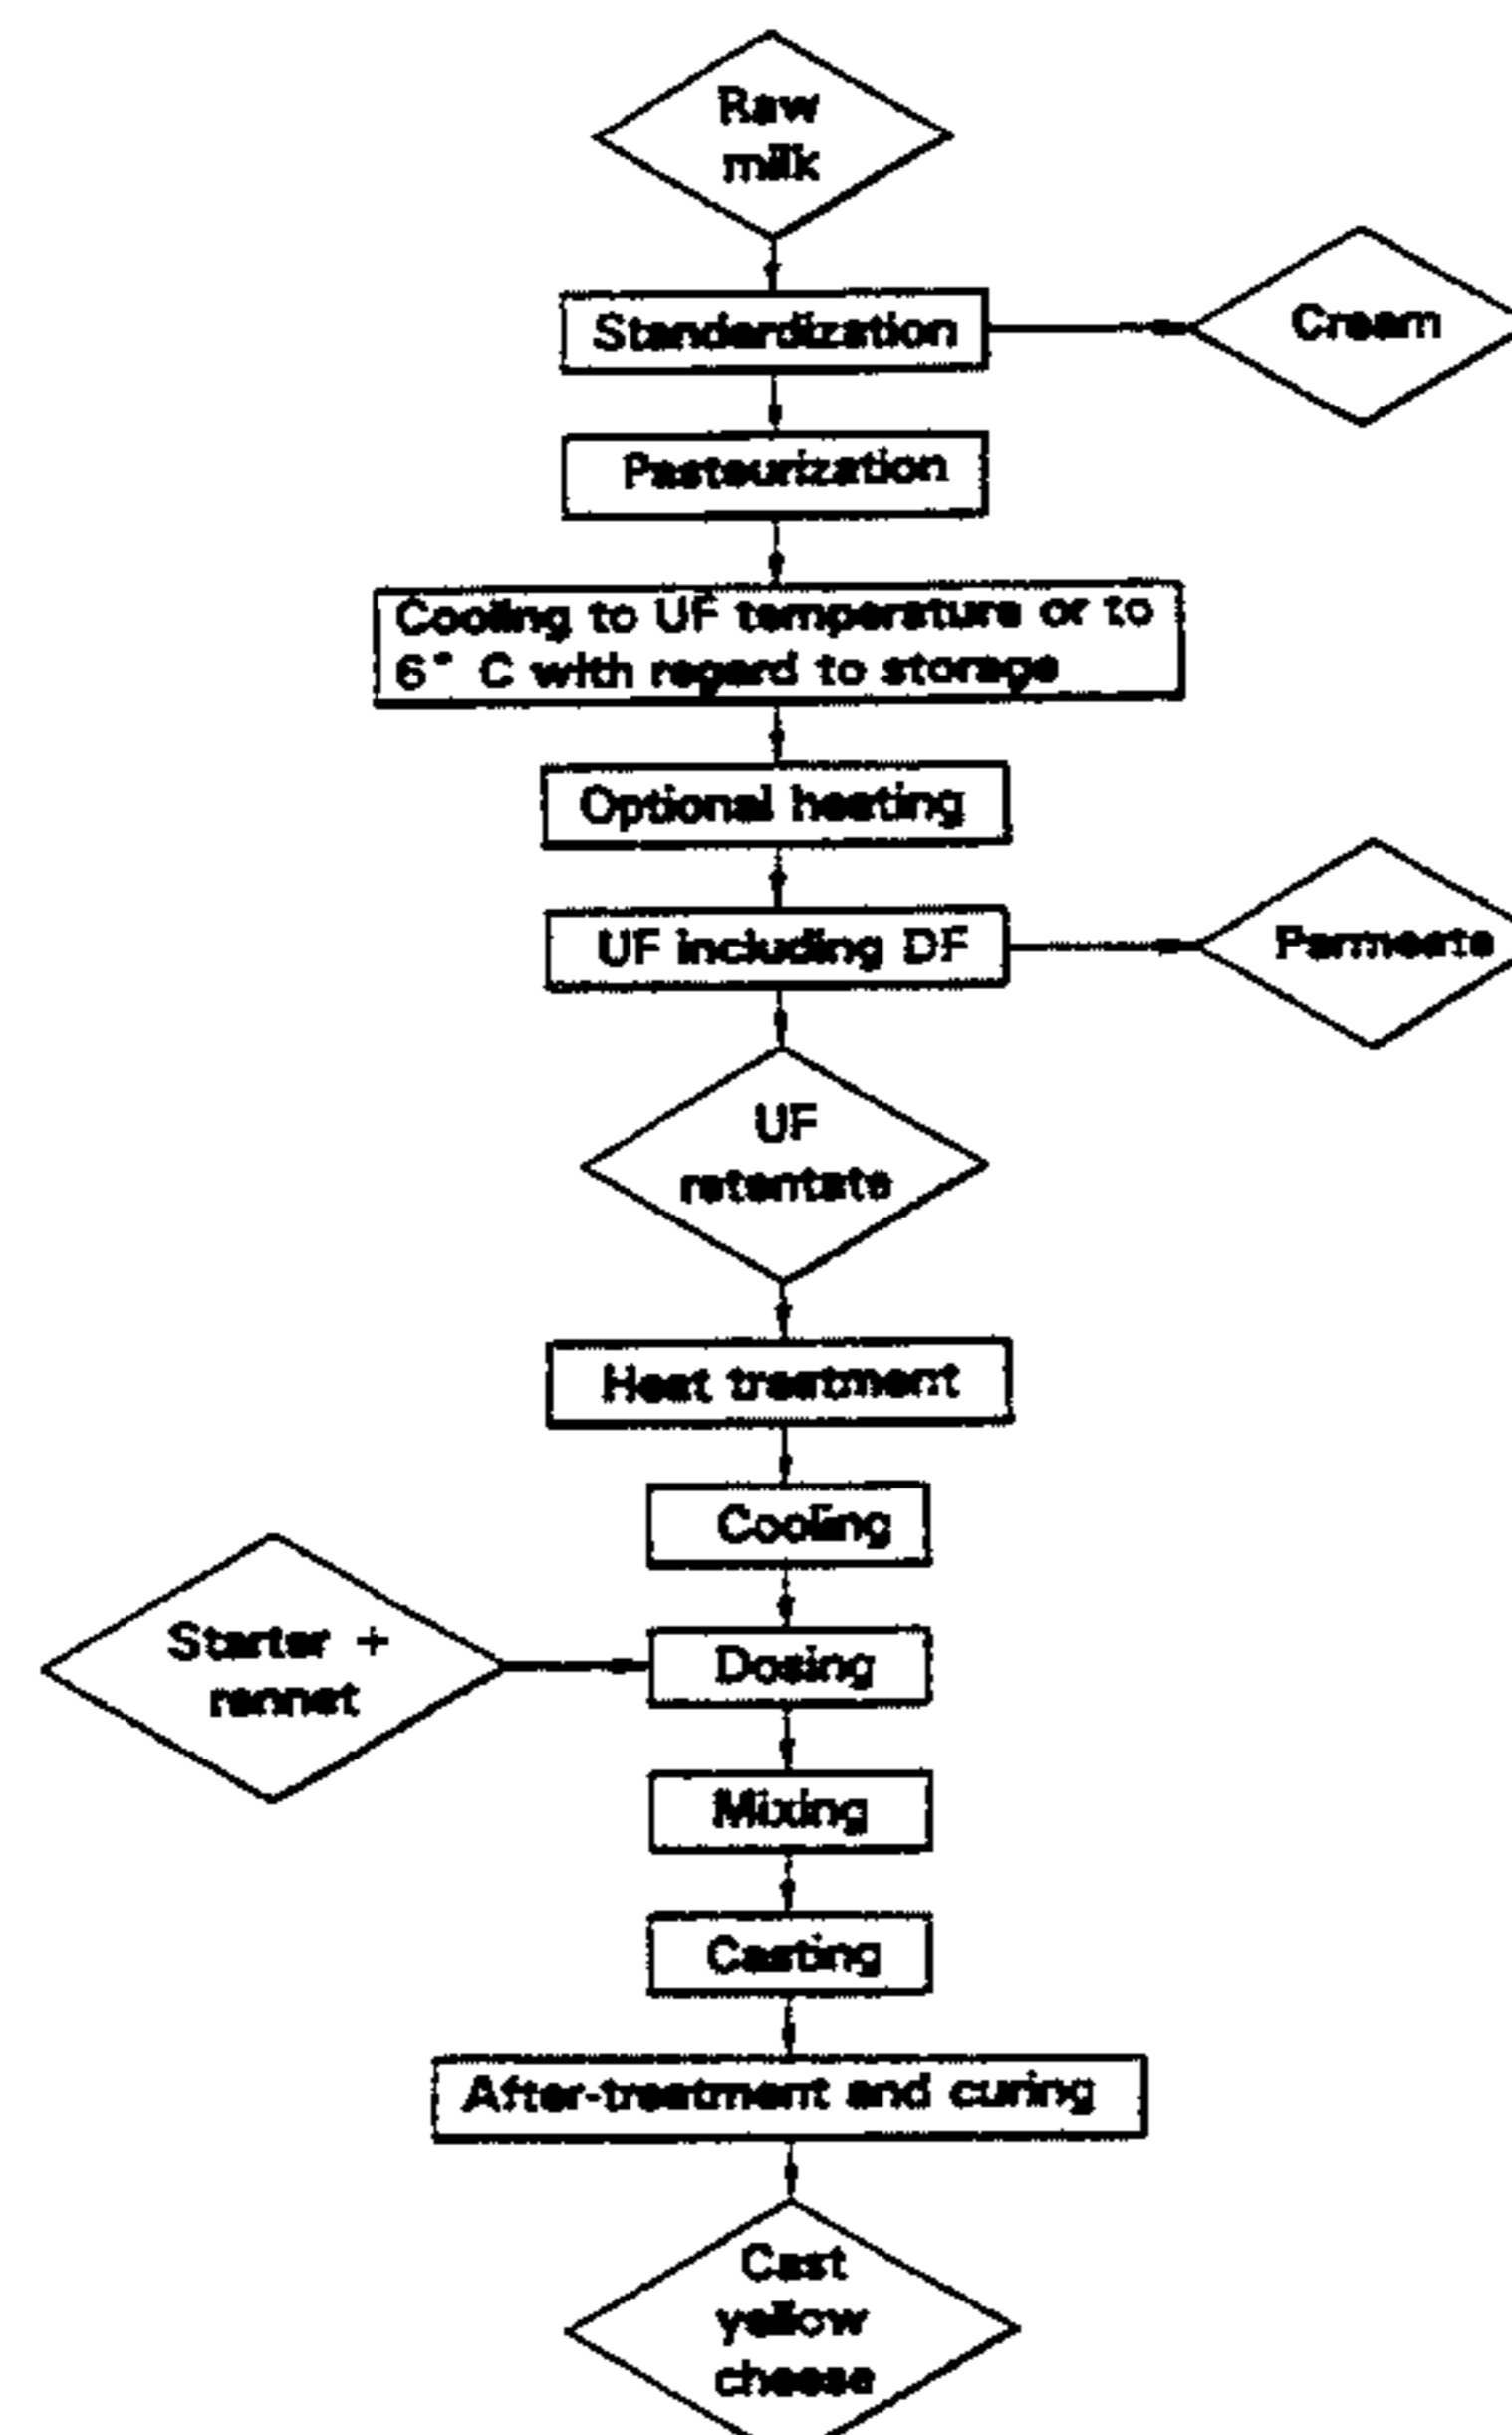 Raw
milk
Standardization
Cream
Pasteurization
Cooling to UF temperature or to
6° C with regard to storage
Optional heating
UF including DF
Permeate
UF
retentate
Heat treatment
Cooling
Starter +
rennet
Dosing
Mixing
Casting
After-treatment and curing
Cast
yellow
cheese